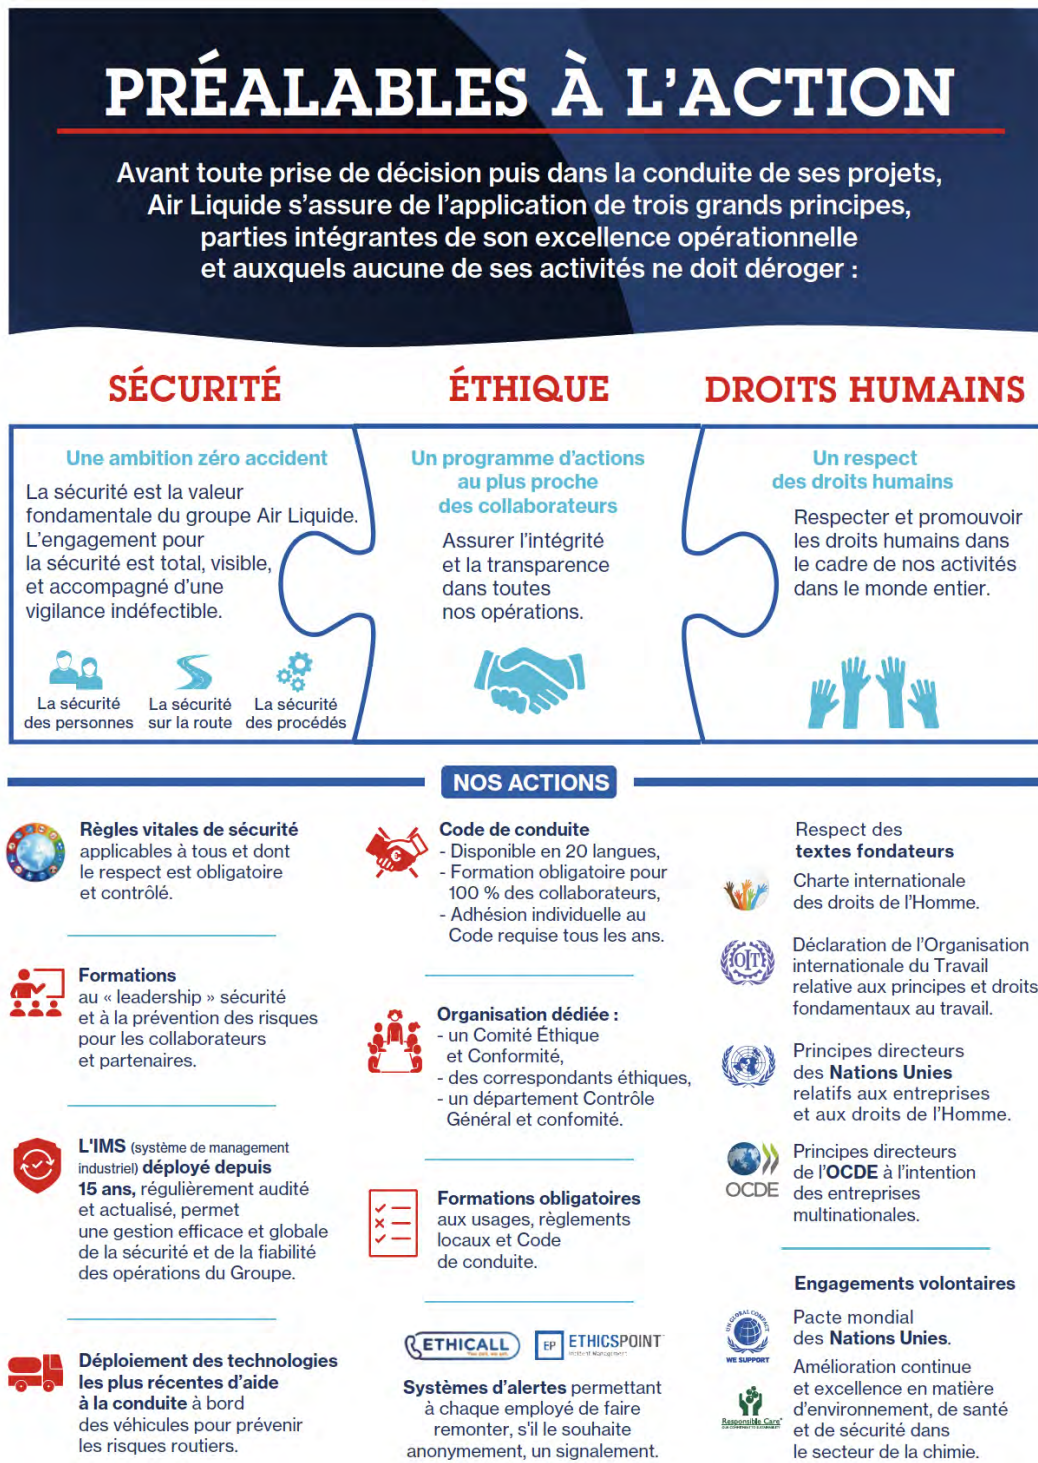 PRÉALABLES À L'ACTION
Avant toute prise de décision puis dans la conduite de ses projets,
Air Liquide s'assure de l'application de trois grands principes,
parties intégrantes de son excellence opérationnelle
et auxquels aucune de ses activités ne doit déroger :
SÉCURITÉ
Une ambition zéro accident
La sécurité est la valeur
fondamentale du groupe Air Liquide.
L'engagement pour
la sécurité est total, visible,
et accompagné d'une
vigilance indéfectible.
La sécurité
des personnes
La sécurité
sur la route
La sécurité
des procédés
ÉTHIQUE
Un programme d'actions
au plus proche
des collaborateurs
Assurer l'intégrité
et la transparence
dans toutes
nos opérations.
DROITS HUMAINS
Un respect
des droits humains
Respecter et promouvoir
les droits humains dans
le cadre de nos activités
dans le monde entier.
NOS ACTIONS
Règles vitales de sécurité
applicables à tous et dont
le respect est obligatoire
et contrôlé.
Formations
au « leadership » sécurité
et à la prévention des risques
pour les collaborateurs
et partenaires.
L'IMS (système de management
industriel) déployé depuis
15 ans, régulièrement audité
et actualisé, permet
une gestion efficace et globale
de la sécurité et de la fiabilité
des opérations du Groupe.
Déploiement des technologies
les plus récentes d'aide
à la conduite à bord
des véhicules pour prévenir
les risques routiers.
Code de conduite
- Disponible en 20 langues,
- Formation obligatoire pour
100 % des collaborateurs,
- Adhésion individuelle au
Code requise tous les ans.
Organisation dédiée :
- un Comité Éthique
et Conformité,
- des correspondants éthiques,
- un département Contrôle
Général et confomité.
Formations obligatoires
aux usages, règlements
locaux et Code
de conduite.
ETHICALL
EP ETHICSPOINT
Incident Management
Systèmes d'alertes permettant
à chaque employé de faire
remonter, s'il le souhaite
anonymement, un signalement.
Respect des
textes fondateurs
Charte internationale
des droits de l'Homme.
OIT
Déclaration de l'Organisation
internationale du Travail
relative aux principes et droits
fondamentaux au travail.
Principes directeurs
des Nations Unies
relatifs aux entreprises
et aux droits de l'Homme.
OCDE
Principes directeurs
de l'OCDE à l'intention
des entreprises
multinationales.
Engagements volontaires
UN GLOBAL COMPACT
WE SUPPORT
Pacte mondial
des Nations Unies.
Responsible Care®
Amélioration continue
et excellence en matière
d'environnement, de santé
et de sécurité dans
le secteur de la chimie.